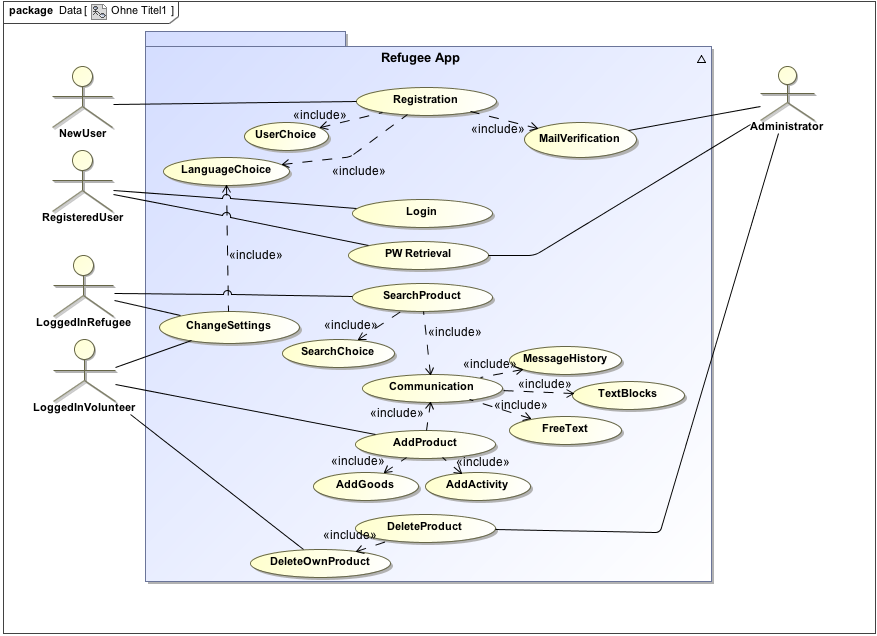 package Data [ Ohne Titel1 ]
Refugee App
NewUser
Registration
Administrator
«include»
UserChoice
«include»
MailVerification
LanguageChoice
«include»
RegisteredUser
Login
PW Retrieval
«include»
LoggedInRefugee
SearchProduct
ChangeSettings
«include»
«include»
SearchChoice
MessageHistory
«include»
LoggedInVolunteer
Communication
«include»
TextBlocks
«include»
«include»
FreeText
AddProduct
«include»
«include»
AddGoods
AddActivity
DeleteProduct
«include»
DeleteOwnProduct